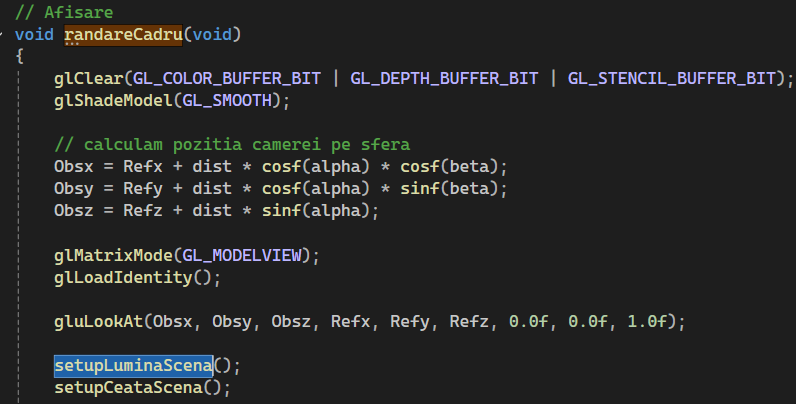 // Afisare
void randareCadru(void)
{
glClear(GL_COLOR_BUFFER_BIT | GL_DEPTH_BUFFER_BIT | GL_STENCIL_BUFFER_BIT);
glShadeModel(GL_SMOOTH);
// calculam pozitia camerei pe sfera
Obsx = Refx + dist * cosf(alpha) * cosf(beta);
Obsy = Refy + dist * cosf(alpha) * sinf(beta);
Obsz = Refz + dist * sinf(alpha);
glMatrixMode(GL_MODELVIEW);
glLoadIdentity();
gluLookAt(Obsx, Obsy, Obsz, Refx, Refy, Refz, 0.0f, 0.0f, 1.0f);
setupLuminaScena();
setupCeataScena();